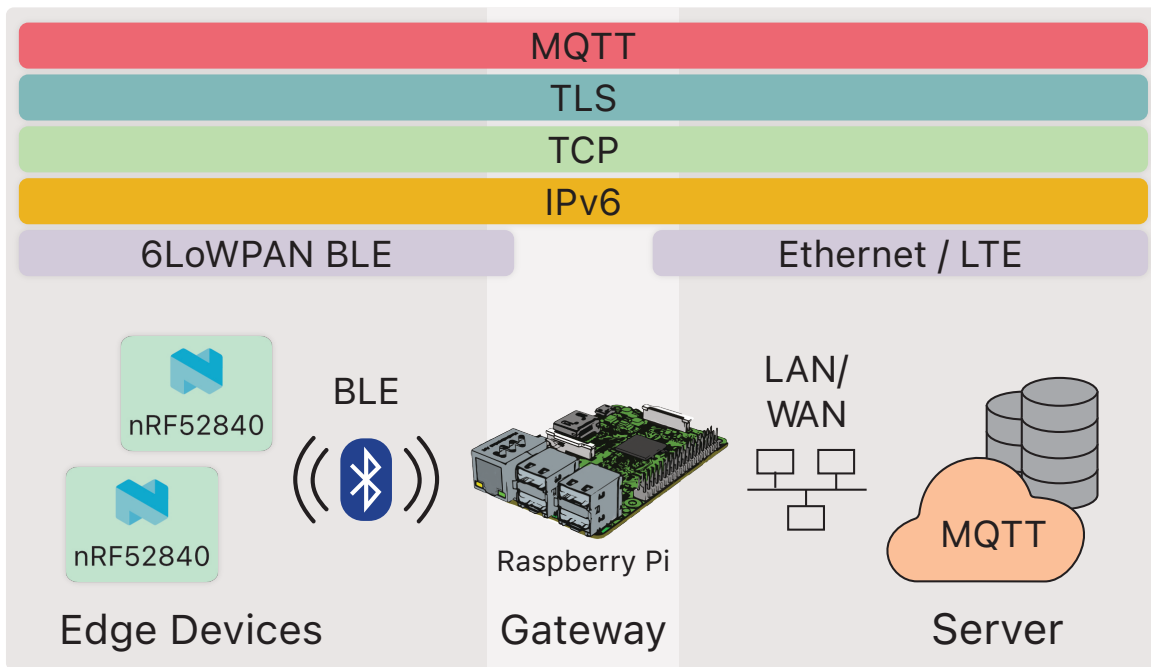 MQTT
TLS
TCP
IPv6
6LoWPAN BLE
Ethernet / LTE
nRF52840
nRF52840
BLE
Raspberry Pi
LAN/
WAN
MQTT
Edge Devices
Gateway
Server